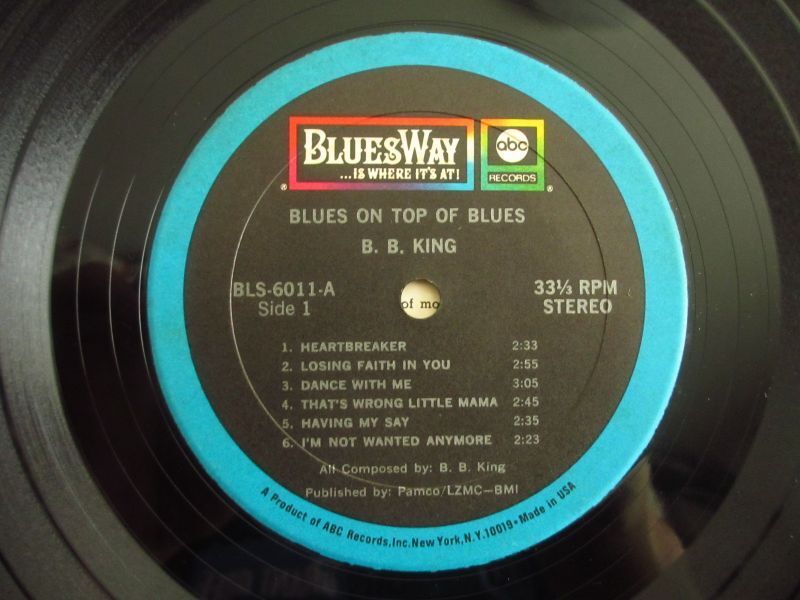 BLUESWAY
...IS WHERE IT'S AT!
abc
RECORDS
BLUES ON TOP OF BLUES
B. B. KING
BLS-6011-A
Side 1
of mo
33⅓ RPM
STEREO
1. HEARTBREAKER 2:33
2. LOSING FAITH IN YOU 2:55
3. DANCE WITH ME 3:05
4. THAT'S WRONG LITTLE MAMA 2:45
5. HAVING MY SAY 2:35
6. I'M NOT WANTED ANYMORE 2:23
All Composed by: B. B. King
Published by: Pamco/LZMC—BMI
A Product of ABC Records, Inc. New York, N.Y. 10019 • Made in USA